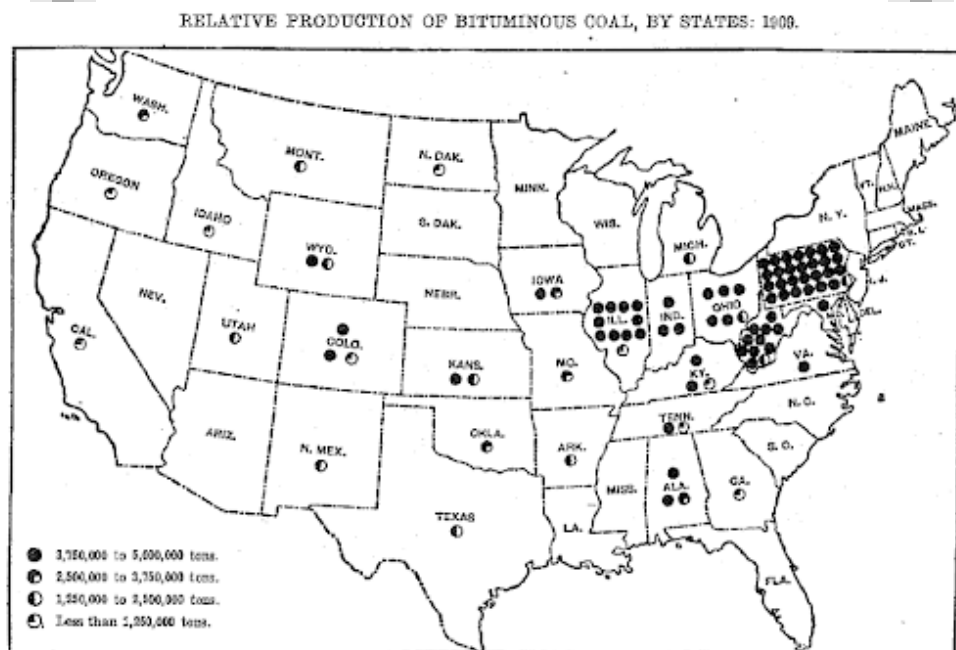 RELATIVE PRODUCTION OF BITUMINOUS COAL, BY STATES: 1909.
WASH.
MONT.
N. DAK.
MINN.
MAINE
OREGON
IDAHO
S. DAK.
WIS.
MICH.
VT.
N.H.
N. Y.
MASS.
R. I.
CT.
WYO.
IOWA
NEBR.
NEV.
UTAH
COLO.
ILL.
IND.
OHIO
N. J.
DEL.
CAL.
KANS.
MO.
KY.
VA.
ARIZ.
N. MEX.
OKLA.
ARK.
TENN.
N. C.
S. C.
TEXAS
LA.
MISS.
ALA.
GA.
FLA.
3,750,000 to 5,000,000 tons.
2,500,000 to 3,750,000 tons.
1,250,000 to 2,500,000 tons.
Less than 1,250,000 tons.